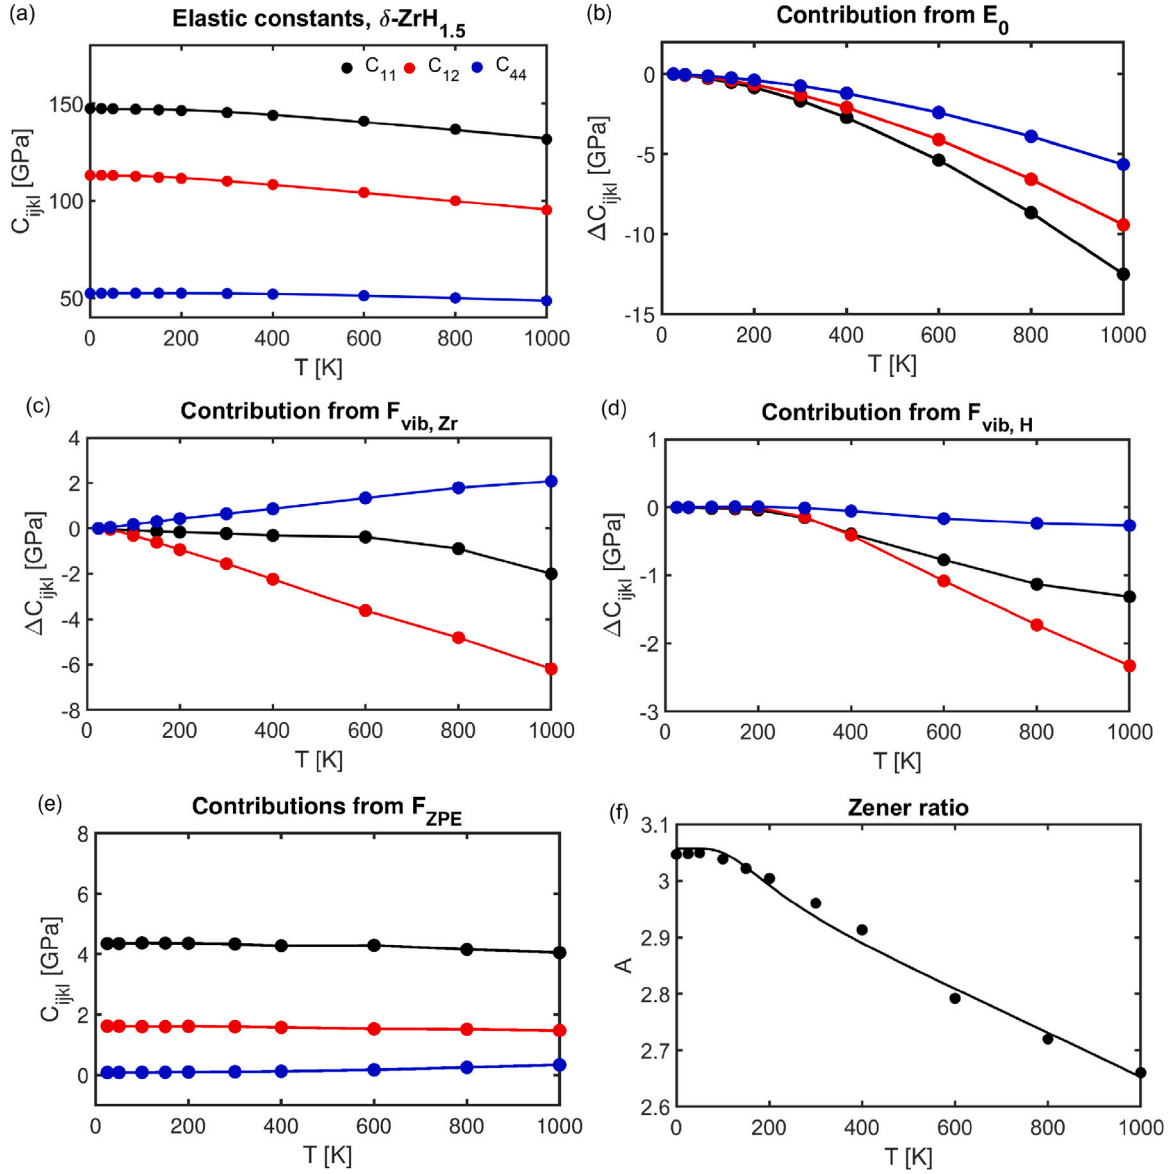 (a) Elastic constants, δ-ZrH1.5
C11 C12 C44
150
100
50
Cijkl [GPa]
0 200 400 600 800 1000
T [K]
(b) Contribution from E0
0
-5
-10
-15
ΔCijkl [GPa]
0 200 400 600 800 1000
T [K]
(c) Contribution from Fvib, Zr
4
2
0
-2
-4
-6
-8
ΔCijkl [GPa]
0 200 400 600 800 1000
T [K]
(d) Contribution from Fvib, H
1
0
-1
-2
-3
ΔCijkl [GPa]
0 200 400 600 800 1000
T [K]
(e) Contributions from FZPE
8
6
4
2
0
Cijkl [GPa]
0 200 400 600 800 1000
T [K]
(f) Zener ratio
3.1
3
2.9
2.8
2.7
2.6
A
0 200 400 600 800 1000
T [K]